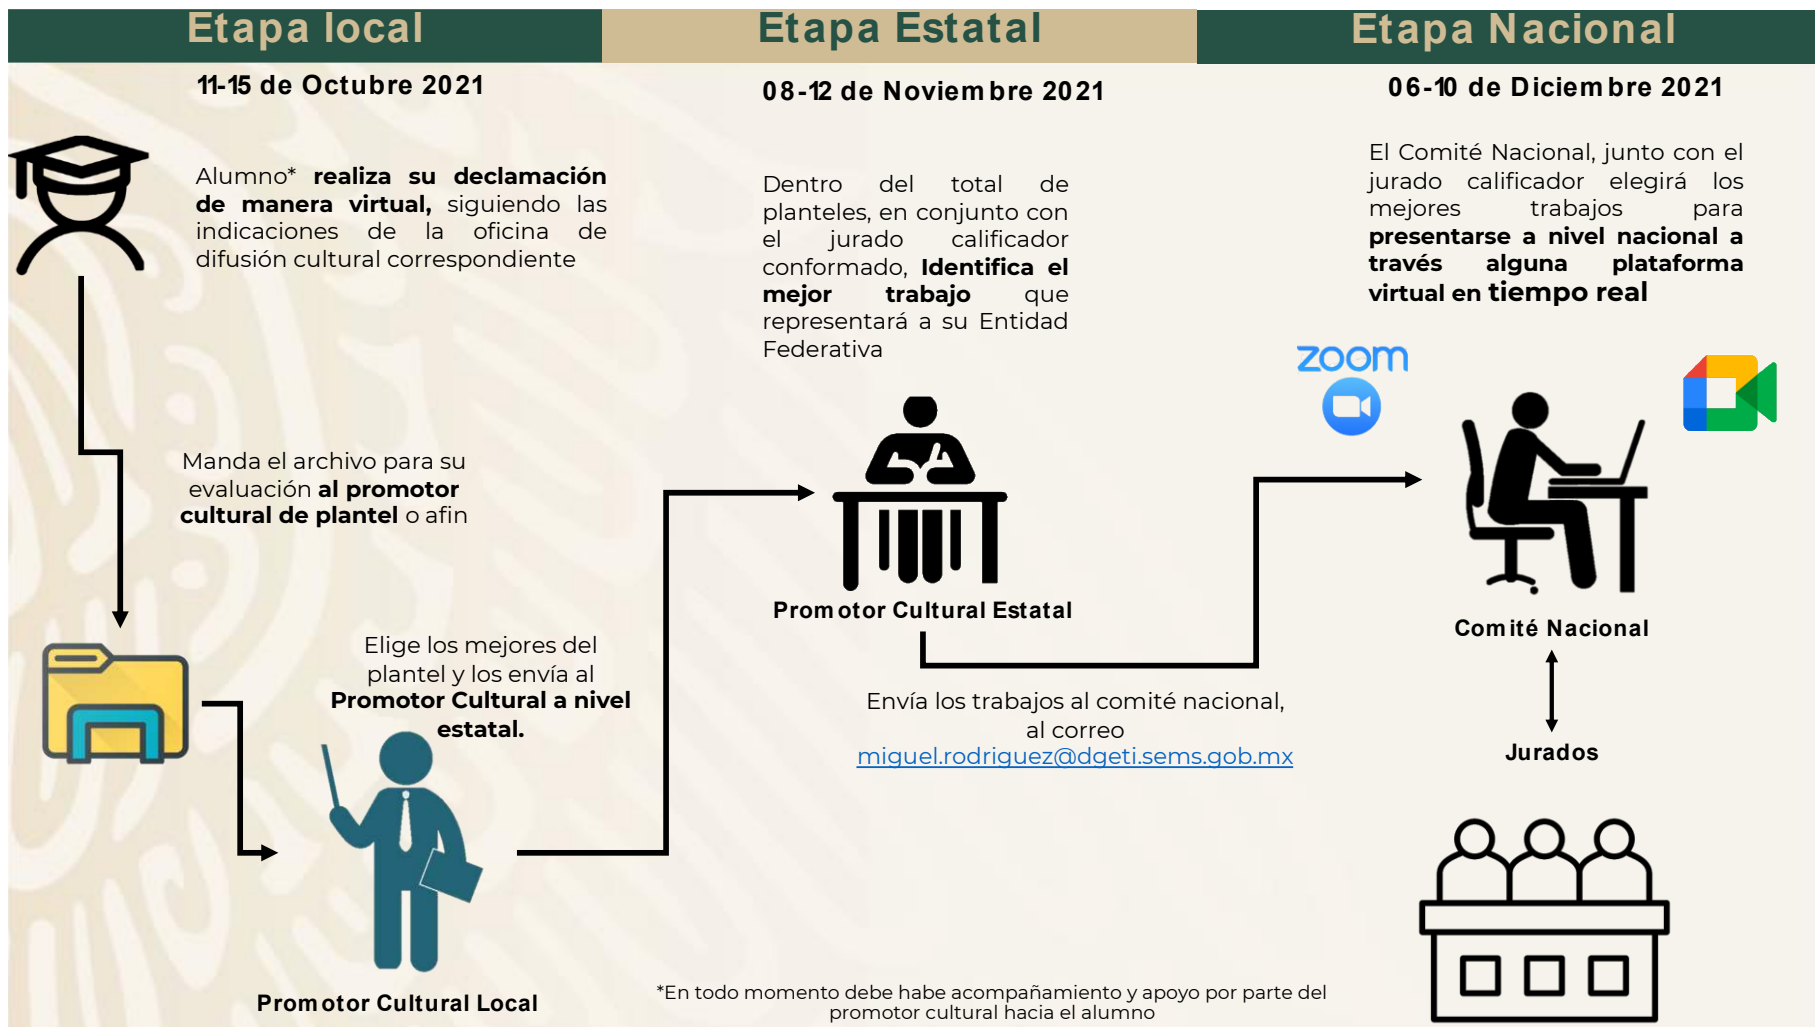 Etapa local
11-15 de Octubre 2021
Alumno* realiza su declamación
de manera virtual, siguiendo las
indicaciones de la oficina de
difusión cultural correspondiente
Manda el archivo para su
evaluación al promotor
cultural de plantel o afin
Elige los mejores del
plantel y los envía al
Promotor Cultural a nivel
estatal.
Promotor Cultural Local
Etapa Estatal
08-12 de Noviembre 2021
Dentro del total de
planteles, en conjunto con
el jurado calificador
conformado, Identifica el
mejor trabajo que
representará a su Entidad
Federativa
Promotor Cultural Estatal
Envía los trabajos al comité nacional,
al correo
miguel.rodriguez@dgeti.sems.gob.mx
Etapa Nacional
06-10 de Diciembre 2021
El Comité Nacional, junto con el
jurado calificador elegirá los
mejores trabajos para
presentarse a nivel nacional a
través alguna plataforma
virtual en tiempo real
zoom
Comité Nacional
Jurados
*En todo momento debe habe acompañamiento y apoyo por parte del
promotor cultural hacia el alumno